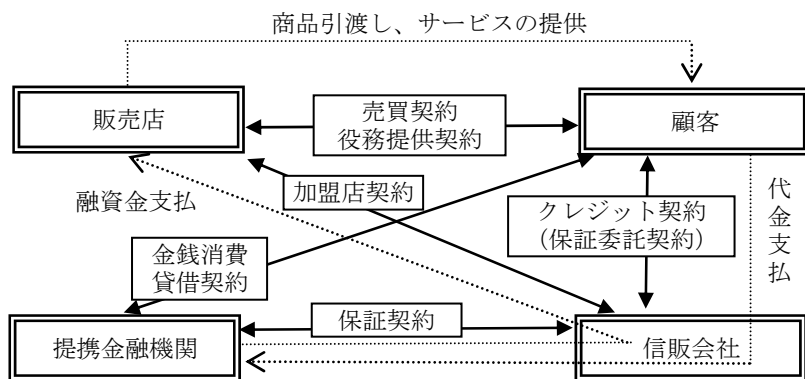 商品引渡し、サービスの提供
販売店
売買契約
役務提供契約
顧客
融資金支払
加盟店契約
クレジット契約
（保証委託契約）
代金支払
金銭消費
貸借契約
提携金融機関
保証契約
信販会社